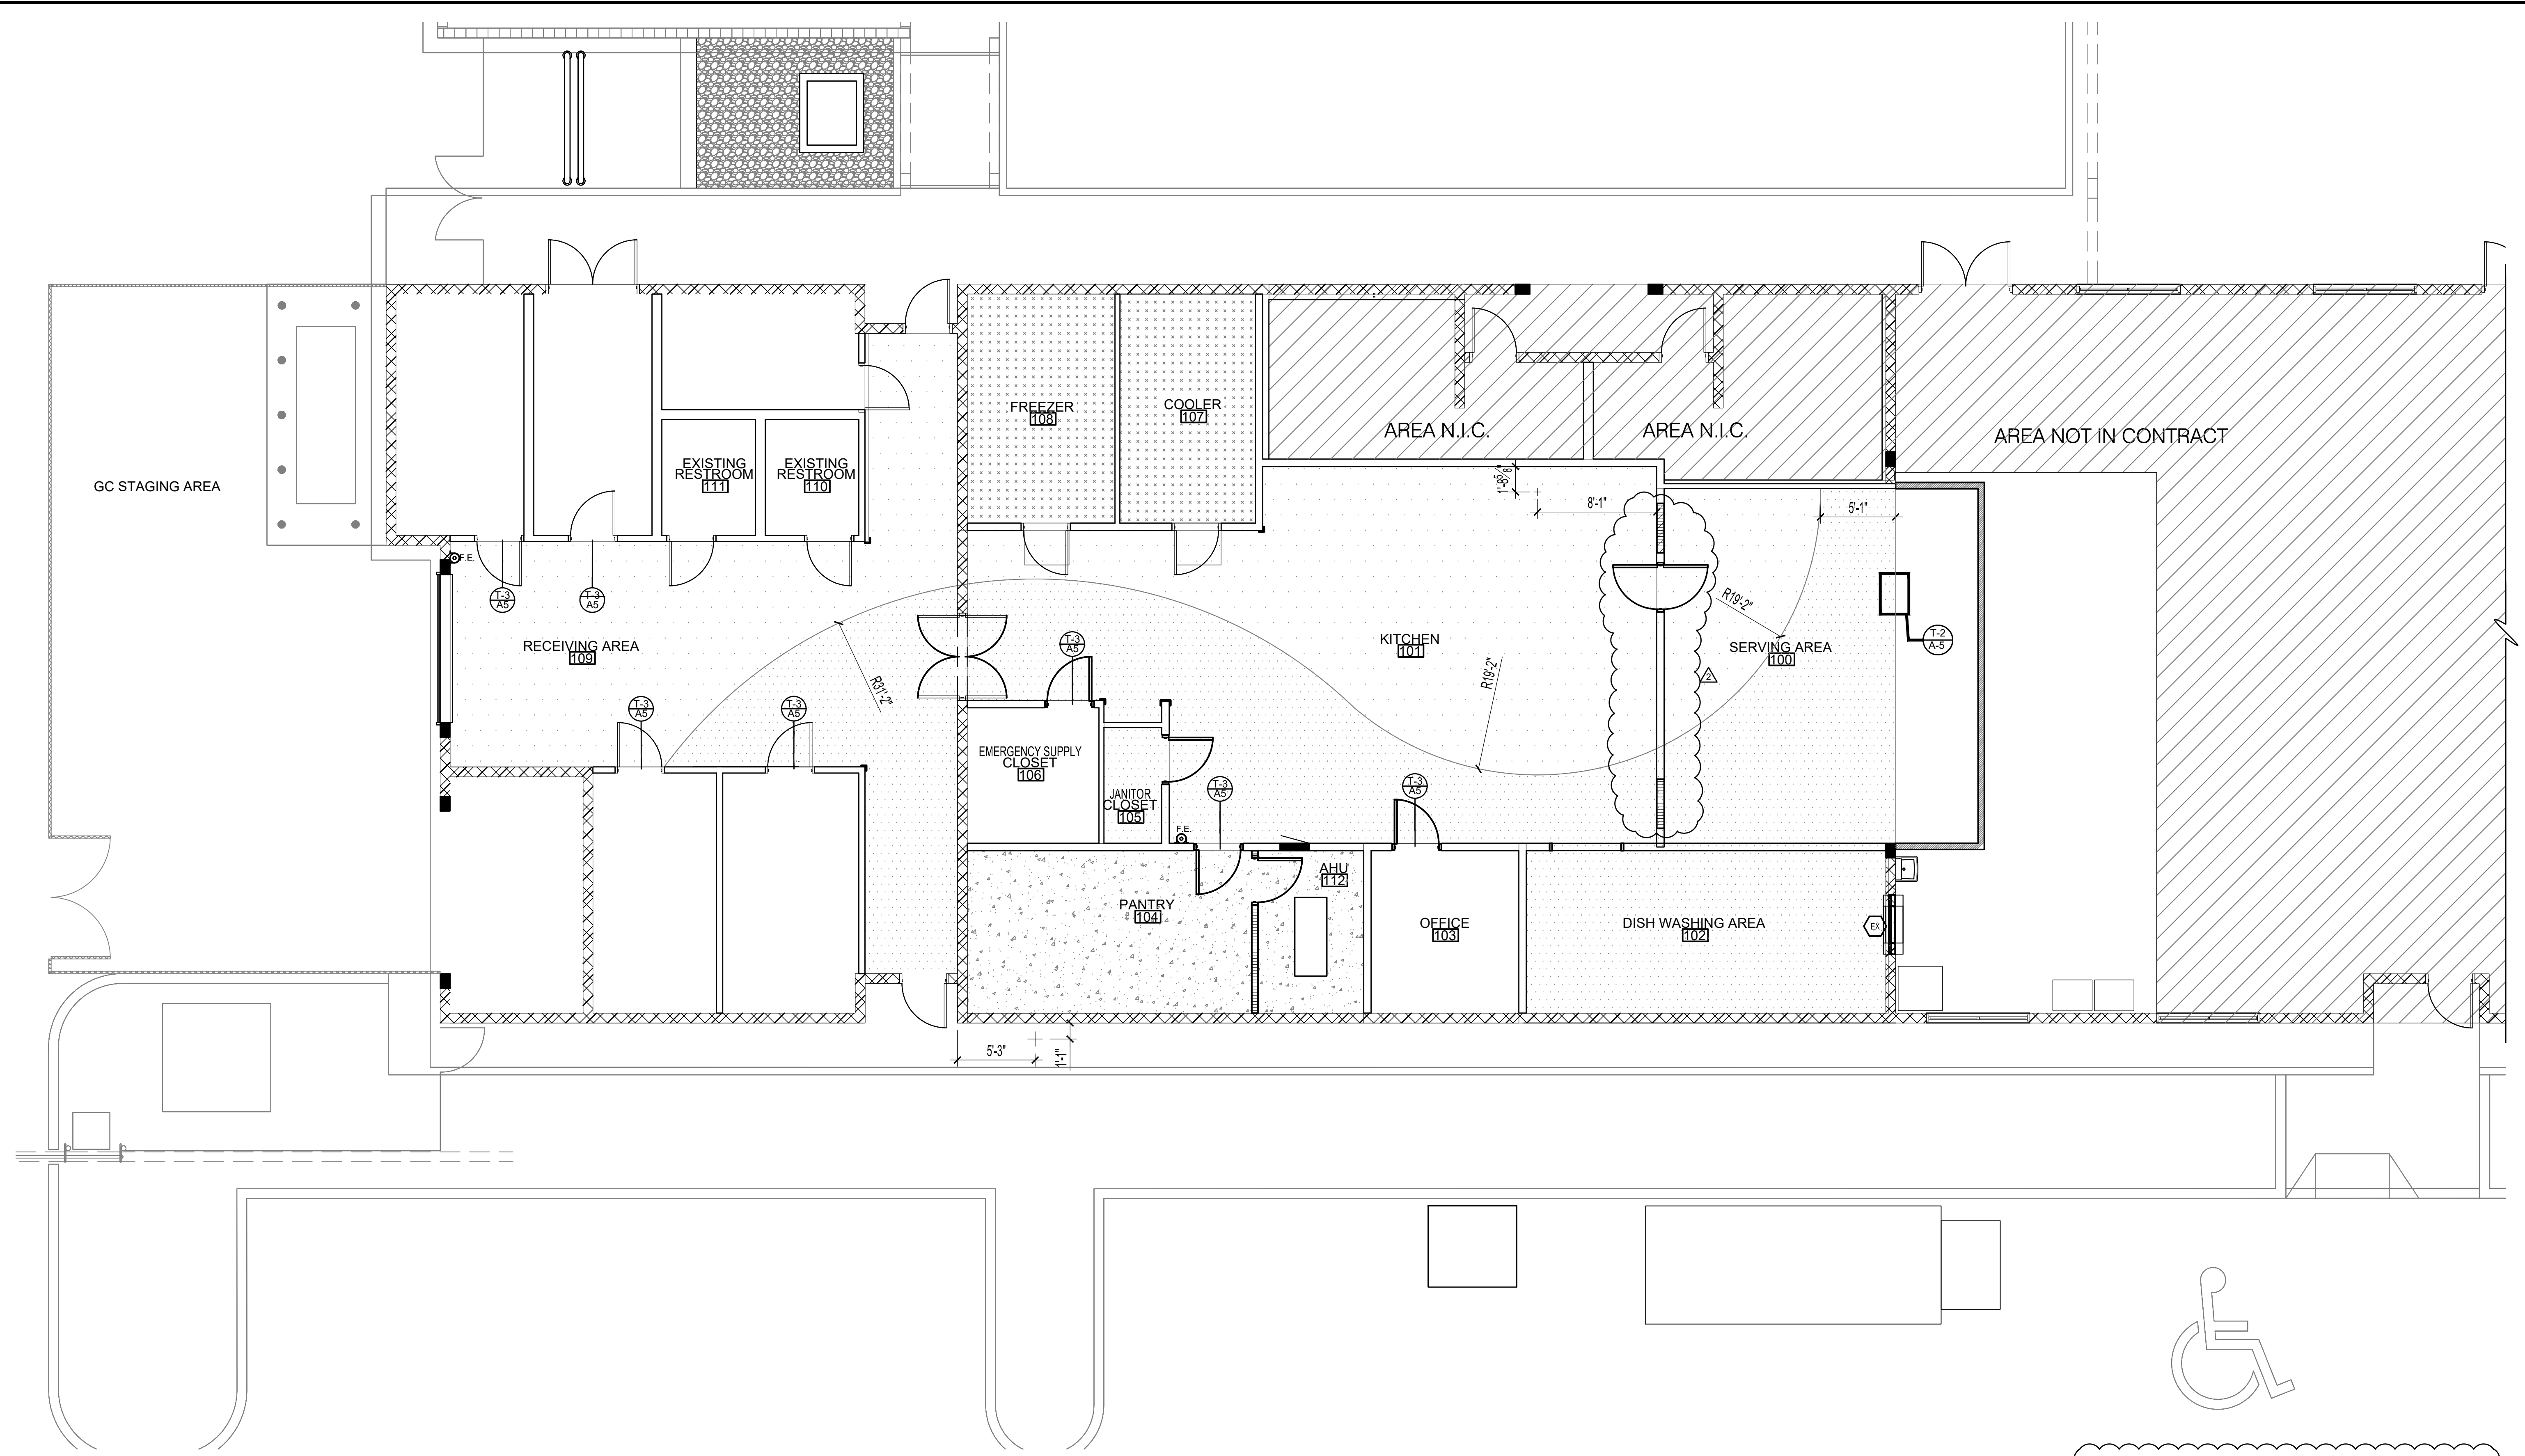 FREEZER
108
COOLER
107
AREA N.I.C.
AREA N.I.C.
AREA NOT IN CONTRACT
GC STAGING AREA
EXISTING
RESTROOM
111
EXISTING
RESTROOM
110
1'-8 5/8"
8'-1"
5'-1"
F.E.
T-3
A5
T-3
A5
R19'-2"
RECEIVING AREA
109
T-3
A5
KITCHEN
101
SERVING AREA
100
T-2
A-5
2
R31'-2"
R19'-2"
T-3
A5
T-3
A5
EMERGENCY SUPPLY
CLOSET
106
JANITOR
CLOSET
105
T-3
A5
T-3
A5
F.E.
AHU
112
PANTRY
104
OFFICE
103
DISH WASHING AREA
102
EX
5'-3"
1'-1"